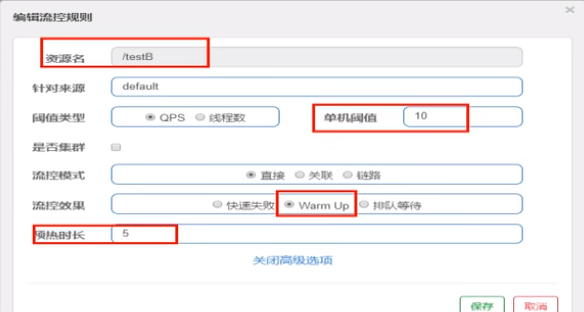 编辑流控规则
资源名 /testB
针对来源 default
阈值类型 QPS 线程数 单机阈值 10
是否集群
流控模式 直接 关联 链路
流控效果 快速失败 Warm Up 排队等待
预热时长 5
关闭高级选项
保存 取消